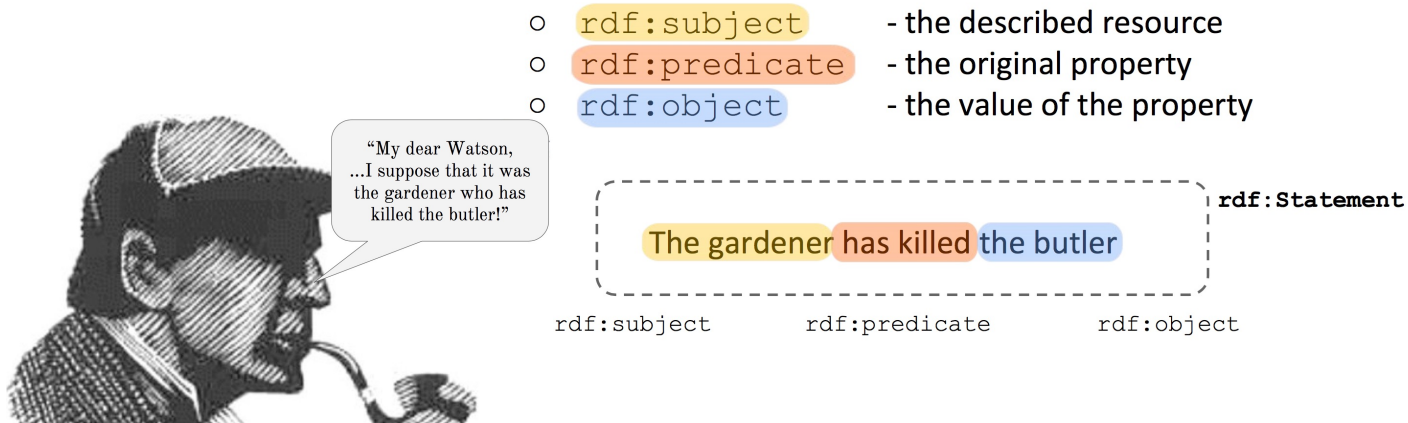 ○ rdf:subject - the described resource
○ rdf:predicate - the original property
○ rdf:object - the value of the property
“My dear Watson,
...I suppose that it was
the gardener who has
killed the butler!”
rdf:Statement
The gardener has killed the butler
rdf:subject rdf:predicate rdf:object